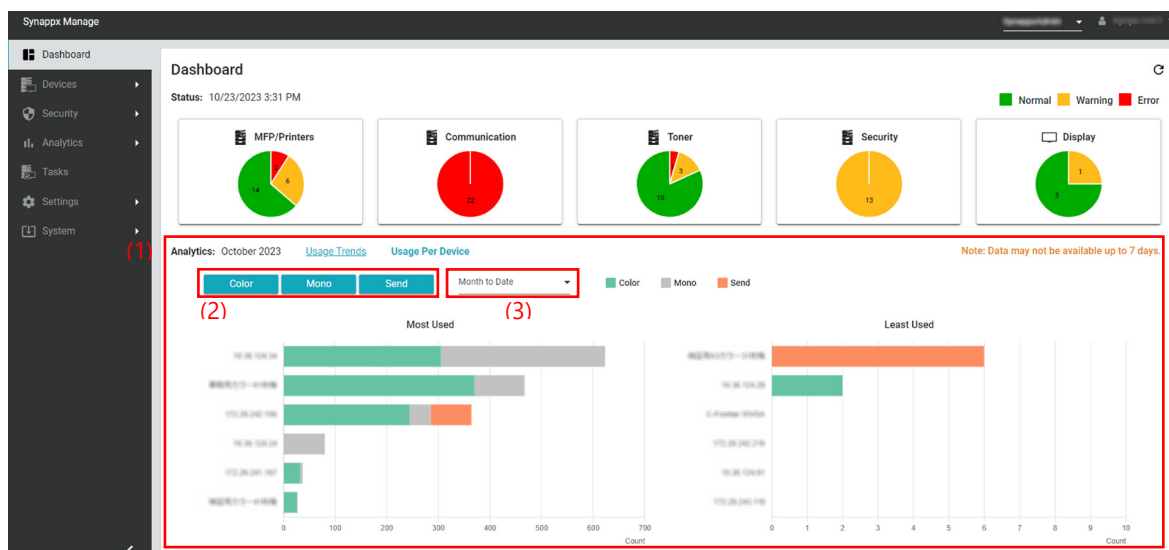 Synappx Manage
Dashboard
Devices
Security
Analytics
Tasks
Settings
System
Dashboard
Status: 10/23/2023 3:31 PM
Normal Warning Error
MFP/Printers
14
6
Communication
22
Toner
3
Security
13
Display
1
3
(1)
Analytics: October 2023 Usage Trends Usage Per Device Note: Data may not be available up to 7 days.
Color Mono Send Month to Date Color Mono Send
(2) (3)
Most Used
0 100 200 300 400 500 600 700
Count
Least Used
0 1 2 3 4 5 6 7 8 9 10
Count